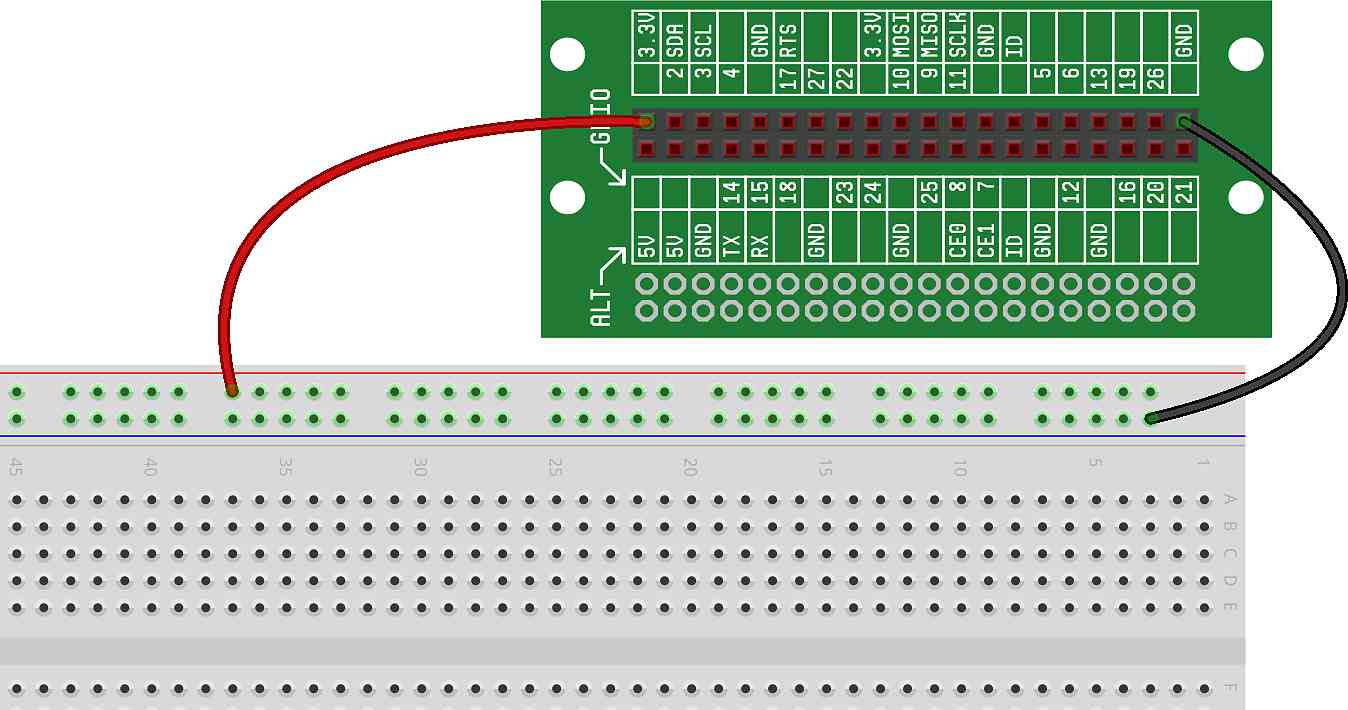 3.3V SDA SCL GND RTS 3.3V MOSI MISO SCLK GND ID GND
2 3 4 17 27 22 10 9 11 5 6 13 19 26
GPIO
14 15 18 23 24 25 8 7 12 16 20 21
5V 5V GND TX RX GND GND CE0 CE1 ID GND GND
ALT
45 40 35 30 25 20 15 10 5 1
A
B
C
D
E
F